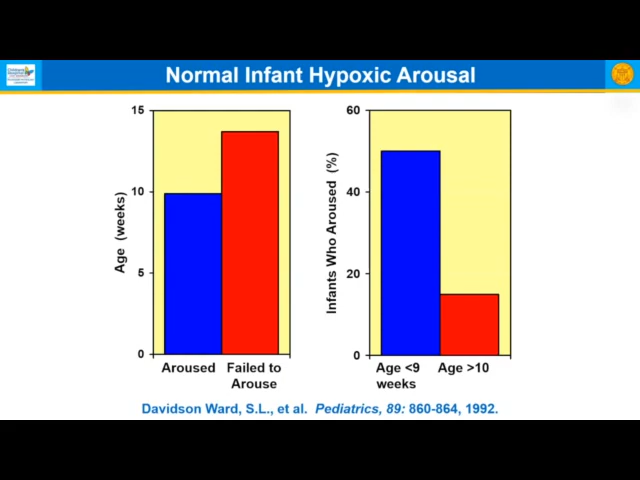 Normal Infant Hypoxic Arousal
15
10
5
0
Age (weeks)
Aroused
Failed to
Arouse
60
40
20
0
Infants Who Aroused (%)
Age <9
weeks
Age >10
Davidson Ward, S.L., et al. Pediatrics, 89: 860-864, 1992.